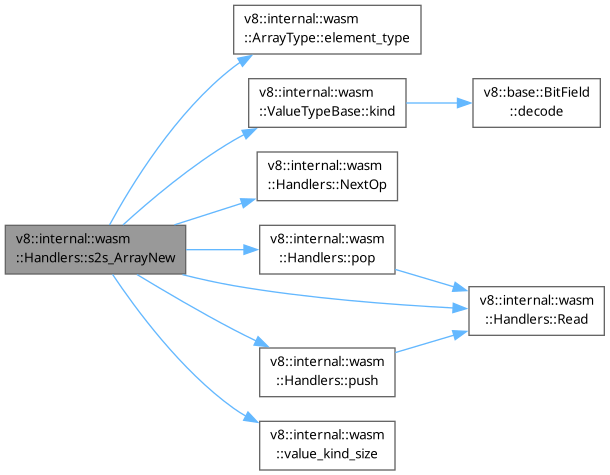 v8::internal::wasm
::ArrayType::element_type
v8::internal::wasm
::ValueTypeBase::kind
v8::base::BitField
::decode
v8::internal::wasm
::Handlers::NextOp
v8::internal::wasm
::Handlers::s2s_ArrayNew
v8::internal::wasm
::Handlers::pop
v8::internal::wasm
::Handlers::Read
v8::internal::wasm
::Handlers::push
v8::internal::wasm
::value_kind_size